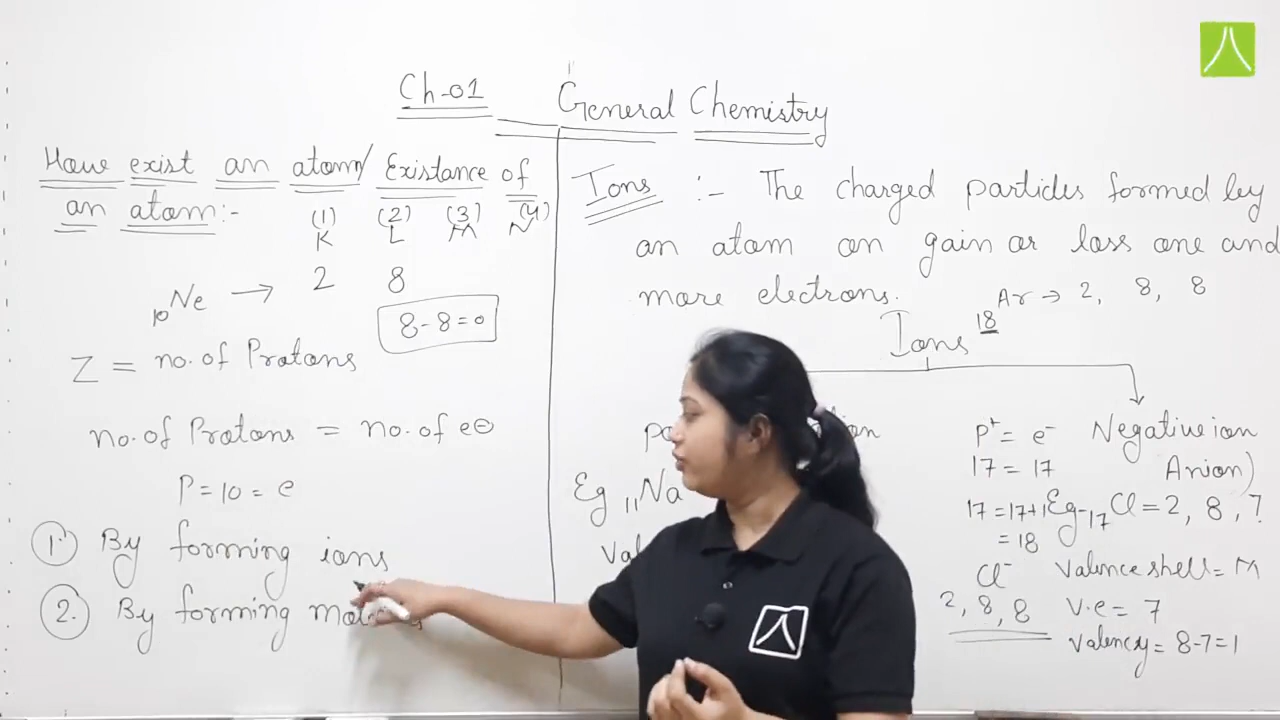 Ch-01 General Chemistry
How exist an atom/ Existance of
an atom:-
(1) (2) (3) (4)
K L M N
10Ne → 2 8
8-8=0
Z = no. of Protons
no. of Protons = no. of e⊖
P=10=e
1. By forming ions
2. By forming
Ions :- The charged particles formed by
an atom on gain or loss one and
more electrons.
Ar → 2, 8, 8
18
Ions
Negative ion
Anion)
Eg 11Na
P+ = e-
17 = 17
17 = 17+1
= 18
Cl-
2, 8, 8
Eg-17Cl = 2, 8, 7
Valence shell = M
V.e = 7
Valency = 8-7=1